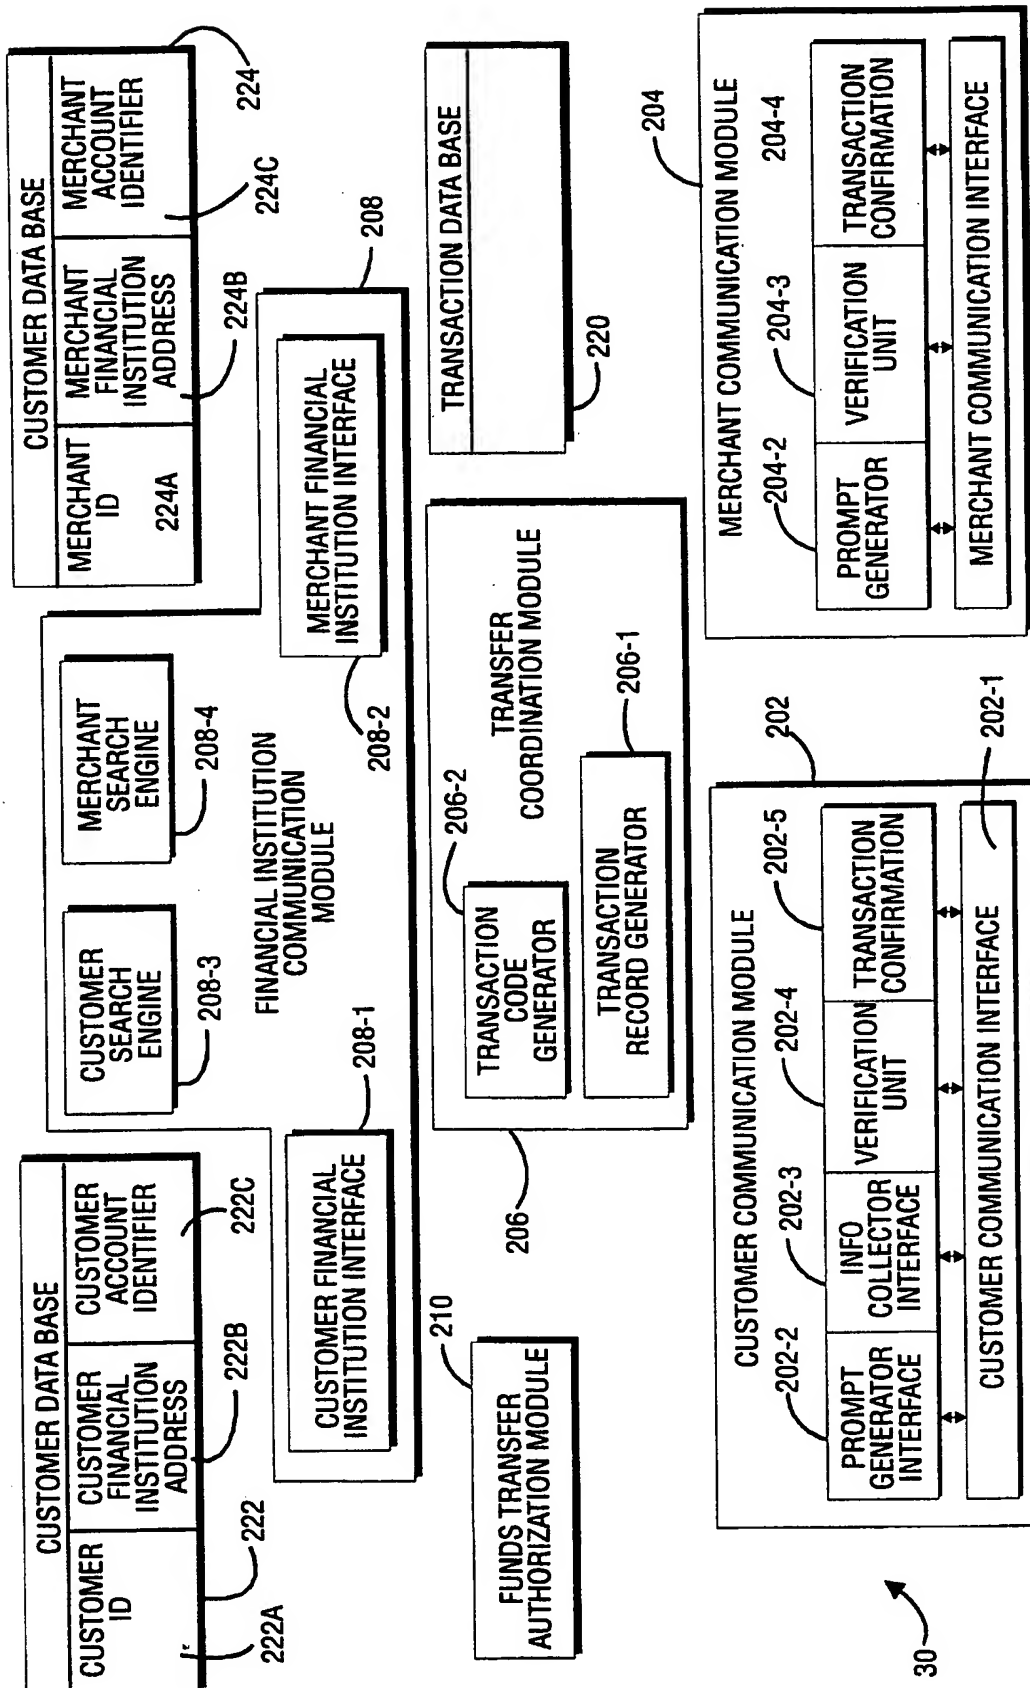 CUSTOMER DATA BASE
CUSTOMER
ID
CUSTOMER
FINANCIAL
INSTITUTION
ADDRESS
CUSTOMER
ACCOUNT
IDENTIFIER
222A
222
222B
222C
CUSTOMER
SEARCH
ENGINE
208-3
MERCHANT
SEARCH
ENGINE
208-4
FINANCIAL INSTITUTION
COMMUNICATION
MODULE
CUSTOMER FINANCIAL
INSTITUTION INTERFACE
208-1
MERCHANT FINANCIAL
INSTITUTION INTERFACE
208-2
208
CUSTOMER DATA BASE
MERCHANT
ID
224A
MERCHANT
FINANCIAL
INSTITUTION
ADDRESS
MERCHANT
ACCOUNT
IDENTIFIER
224B
224C
224
FUNDS TRANSFER
AUTHORIZATION MODULE
210
TRANSACTION
CODE
GENERATOR
206-2
TRANSFER
COORDINATION MODULE
TRANSACTION
RECORD GENERATOR
206-1
206
TRANSACTION DATA BASE
220
CUSTOMER COMMUNICATION MODULE
202
202-2
202-3
202-4
202-5
PROMPT
GENERATOR
INTERFACE
INFO
COLLECTOR
INTERFACE
VERIFICATION
UNIT
TRANSACTION
CONFIRMATION
CUSTOMER COMMUNICATION INTERFACE
202-1
MERCHANT COMMUNICATION MODULE
204
204-2
204-3
204-4
PROMPT
GENERATOR
VERIFICATION
UNIT
TRANSACTION
CONFIRMATION
MERCHANT COMMUNICATION INTERFACE
30